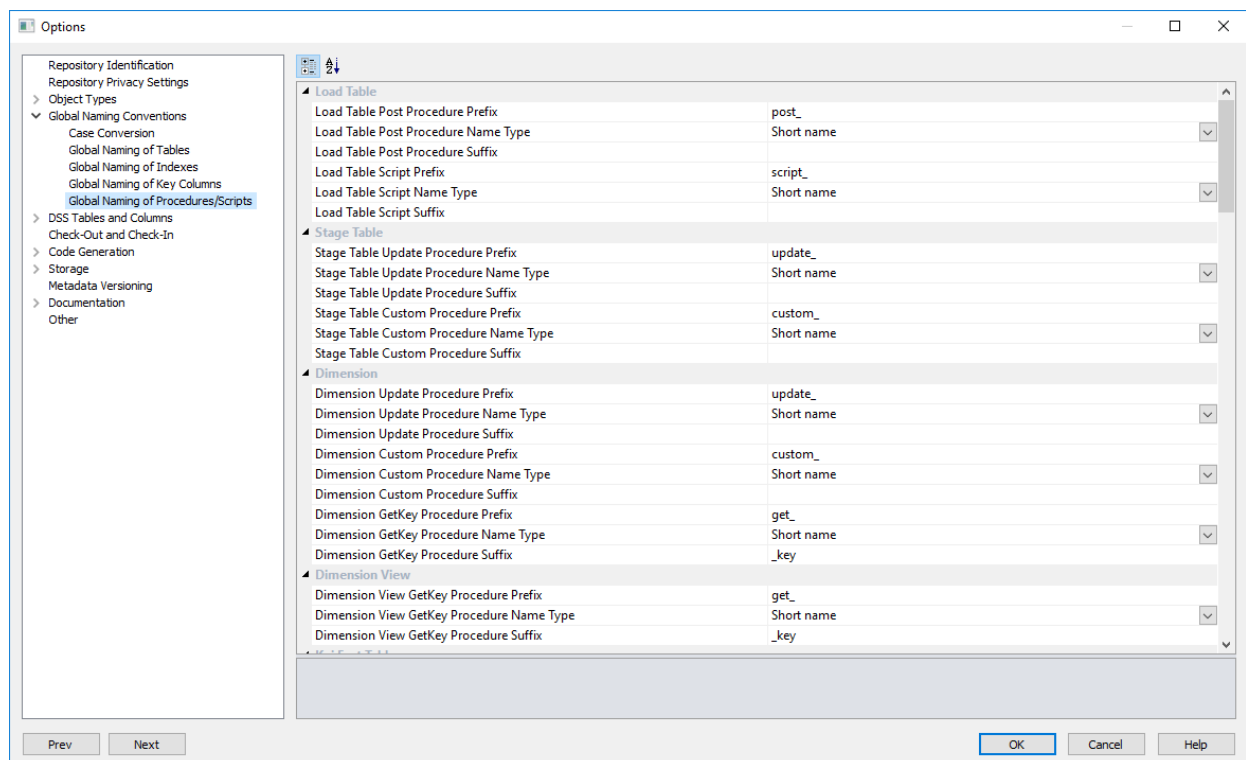 Options
Repository Identification
Repository Privacy Settings
Object Types
Global Naming Conventions
Case Conversion
Global Naming of Tables
Global Naming of Indexes
Global Naming of Key Columns
Global Naming of Procedures/Scripts
DSS Tables and Columns
Check-Out and Check-In
Code Generation
Storage
Metadata Versioning
Documentation
Other
Load Table
Load Table Post Procedure Prefix post_
Load Table Post Procedure Name Type Short name
Load Table Post Procedure Suffix
Load Table Script Prefix script_
Load Table Script Name Type Short name
Load Table Script Suffix
Stage Table
Stage Table Update Procedure Prefix update_
Stage Table Update Procedure Name Type Short name
Stage Table Update Procedure Suffix
Stage Table Custom Procedure Prefix custom_
Stage Table Custom Procedure Name Type Short name
Stage Table Custom Procedure Suffix
Dimension
Dimension Update Procedure Prefix update_
Dimension Update Procedure Name Type Short name
Dimension Update Procedure Suffix
Dimension Custom Procedure Prefix custom_
Dimension Custom Procedure Name Type Short name
Dimension Custom Procedure Suffix
Dimension GetKey Procedure Prefix get_
Dimension GetKey Procedure Name Type Short name
Dimension GetKey Procedure Suffix _key
Dimension View
Dimension View GetKey Procedure Prefix get_
Dimension View GetKey Procedure Name Type Short name
Dimension View GetKey Procedure Suffix _key
Prev Next OK Cancel Help